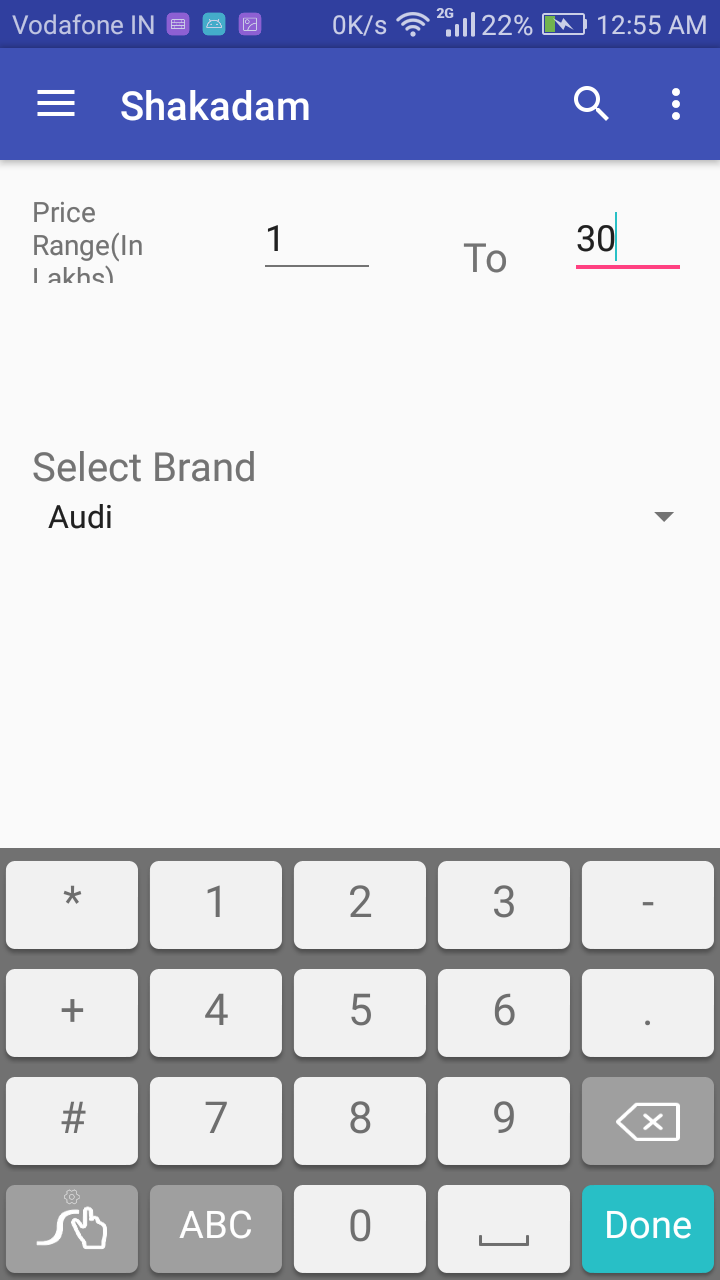 Vodafone IN 0K/s 2G 22% 12:55 AM
Shakadam
Price
Range(In
Lakhs)
1 To 30
Select Brand
Audi
* 1 2 3 -
+ 4 5 6 .
# 7 8 9
ABC 0 Done